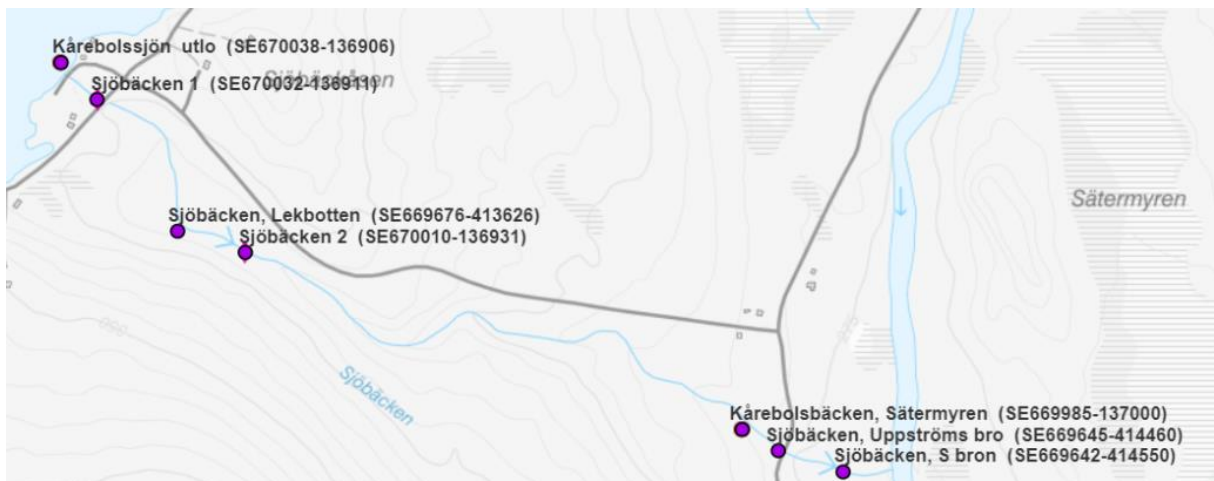 Kårebolssjön utlo (SE670038-136906)
Sjöbäcken 1 (SE670032-136911)
Sjöbäcksåsen
Sjöbäcken, Lekbotten (SE669676-413626)
Sjöbäcken 2 (SE670010-136931)
Sätermyren
Sjöbäcken
Kårebolsbäcken, Sätermyren (SE669985-137000)
Sjöbäcken, Uppströms bro (SE669645-414460)
Sjöbäcken, S bron (SE669642-414550)